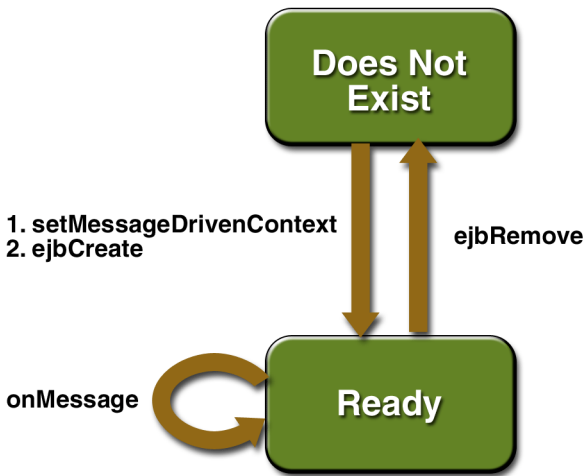 Does Not
Exist
1. setMessageDrivenContext
2. ejbCreate
ejbRemove
onMessage
Ready